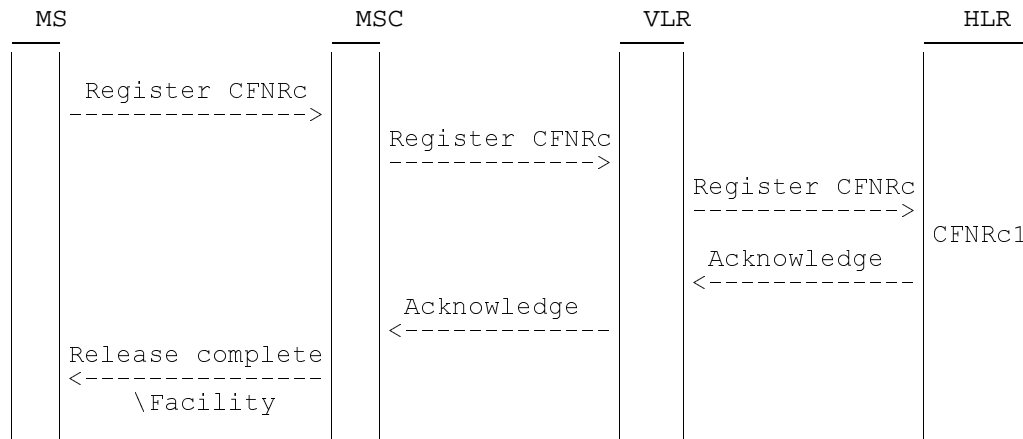 MS MSC VLR HLR
Register CFNRc
--------------->
Register CFNRc
------------->
Register CFNRc
------------->
CFNRc1
Acknowledge
<-------------
Acknowledge
<-------------
Release complete
<---------------
\Facility